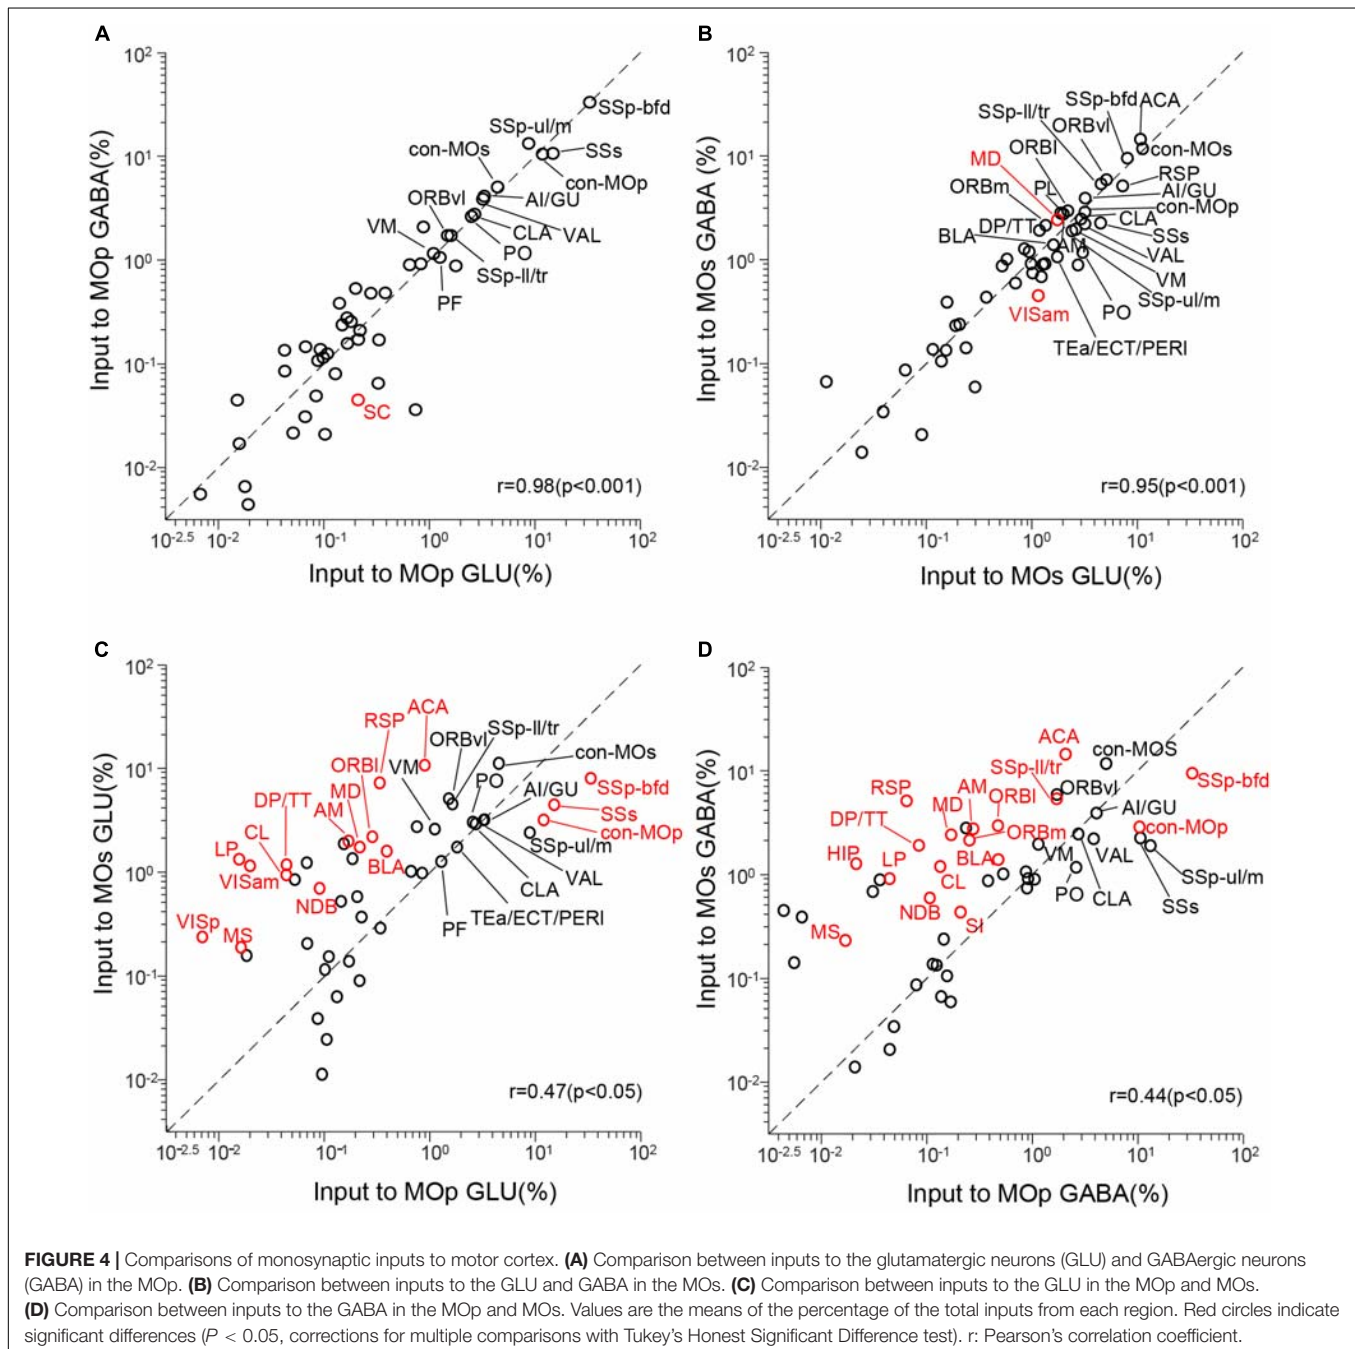 A
10²
10¹
10⁰
10⁻¹
10⁻²
Input to MOp GABA(%)
SSp-bfd
SSp-ul/m
con-MOs
SSs
con-MOp
ORBvl
AI/GU
VM
CLA
VAL
PO
SSp-ll/tr
PF
SC
r=0.98(p<0.001)
10⁻²·⁵
10⁻²
10⁻¹
10⁰
10¹
10²
Input to MOp GLU(%)
B
10²
10¹
10⁰
10⁻¹
10⁻²
Input to MOs GABA (%)
SSp-bfd
ACA
SSp-ll/tr
ORBvl
con-MOs
ORBl
MD
RSP
ORBm
PL
AI/GU
con-MOp
DP/TT
CLA
BLA
AM
SSs
VAL
VM
SSp-ul/m
VISam
PO
TEa/ECT/PERI
r=0.95(p<0.001)
10⁻²·⁵
10⁻²
10⁻¹
10⁰
10¹
10²
Input to MOs GLU(%)
C
10²
10¹
10⁰
10⁻¹
10⁻²
Input to MOs GLU(%)
ACA
RSP
SSp-ll/tr
ORBvl
con-MOs
ORBl
VM
PO
MD
AI/GU
SSp-bfd
DP/TT
AM
SSs
CL
con-MOp
LP
SSp-ul/m
BLA
VISam
VAL
CLA
NDB
VISp
MS
PF
TEa/ECT/PERI
r=0.47(p<0.05)
10⁻²·⁵
10⁻²
10⁻¹
10⁰
10¹
10²
Input to MOp GLU(%)
D
10²
10¹
10⁰
10⁻¹
10⁻²
Input to MOs GABA(%)
ACA
con-MOS
SSp-ll/tr
SSp-bfd
RSP
AM
ORBl
ORBvl
MD
AI/GU
DP/TT
ORBm
con-MOp
HIP
LP
BLA
VM
VAL
CL
SSp-ul/m
NDB
PO
CLA
SSs
SI
MS
r=0.44(p<0.05)
10⁻²·⁵
10⁻²
10⁻¹
10⁰
10¹
10²
Input to MOp GABA(%)
FIGURE 4 | Comparisons of monosynaptic inputs to motor cortex. (A) Comparison between inputs to the glutamatergic neurons (GLU) and GABAergic neurons
(GABA) in the MOp. (B) Comparison between inputs to the GLU and GABA in the MOs. (C) Comparison between inputs to the GLU in the MOp and MOs.
(D) Comparison between inputs to the GABA in the MOp and MOs. Values are the means of the percentage of the total inputs from each region. Red circles indicate
significant differences (P < 0.05, corrections for multiple comparisons with Tukey's Honest Significant Difference test). r: Pearson's correlation coefficient.